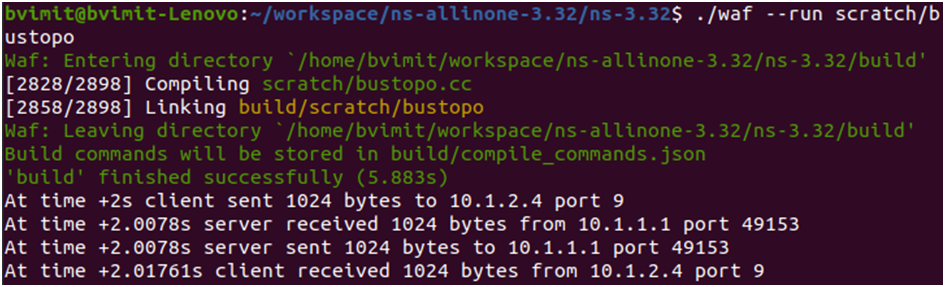 bvimit@bvimit-Lenovo:~/workspace/ns-allinone-3.32/ns-3.32$ ./waf --run scratch/b
ustopo
Waf: Entering directory `/home/bvimit/workspace/ns-allinone-3.32/ns-3.32/build'
[2828/2898] Compiling scratch/bustopo.cc
[2858/2898] Linking build/scratch/bustopo
Waf: Leaving directory `/home/bvimit/workspace/ns-allinone-3.32/ns-3.32/build'
Build commands will be stored in build/compile_commands.json
'build' finished successfully (5.883s)
At time +2s client sent 1024 bytes to 10.1.2.4 port 9
At time +2.0078s server received 1024 bytes from 10.1.1.1 port 49153
At time +2.0078s server sent 1024 bytes to 10.1.1.1 port 49153
At time +2.01761s client received 1024 bytes from 10.1.2.4 port 9